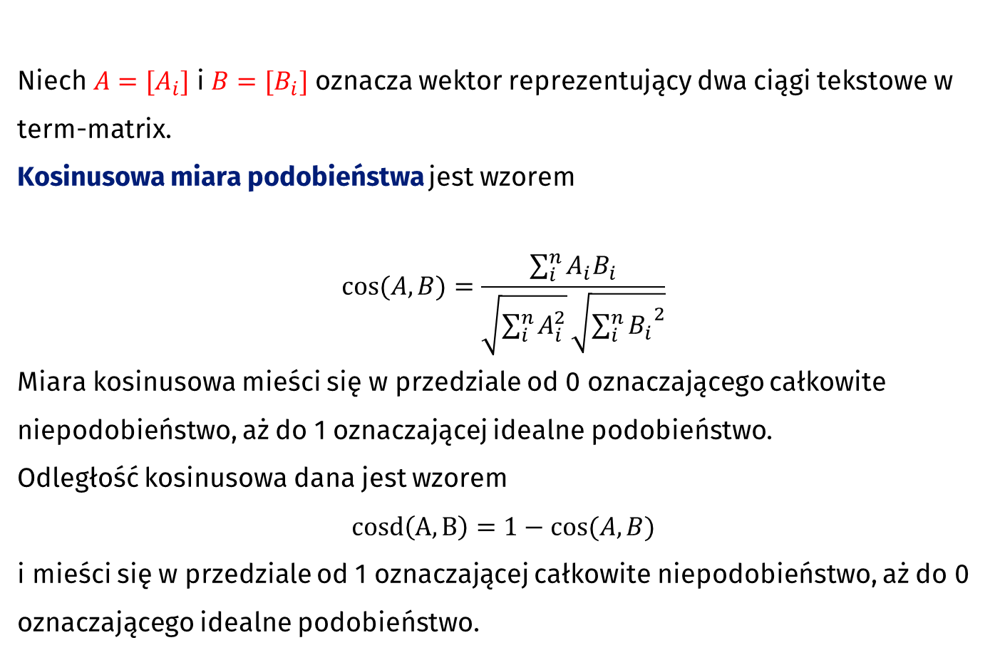 Niech A = [Aᵢ] i B = [Bᵢ] oznacza wektor reprezentujący dwa ciągi tekstowe w
term-matrix.
Kosinusowa miara podobieństwa jest wzorem
cos(A, B) = \frac{\sum_i^n A_i B_i}{\sqrt{\sum_i^n A_i^2} \sqrt{\sum_i^n {B_i}^2}}
Miara kosinusowa mieści się w przedziale od 0 oznaczającego całkowite
niepodobieństwo, aż do 1 oznaczającej idealne podobieństwo.
Odległość kosinusowa dana jest wzorem
cosd(A, B) = 1 − cos(A, B)
i mieści się w przedziale od 1 oznaczającej całkowite niepodobieństwo, aż do 0
oznaczającego idealne podobieństwo.